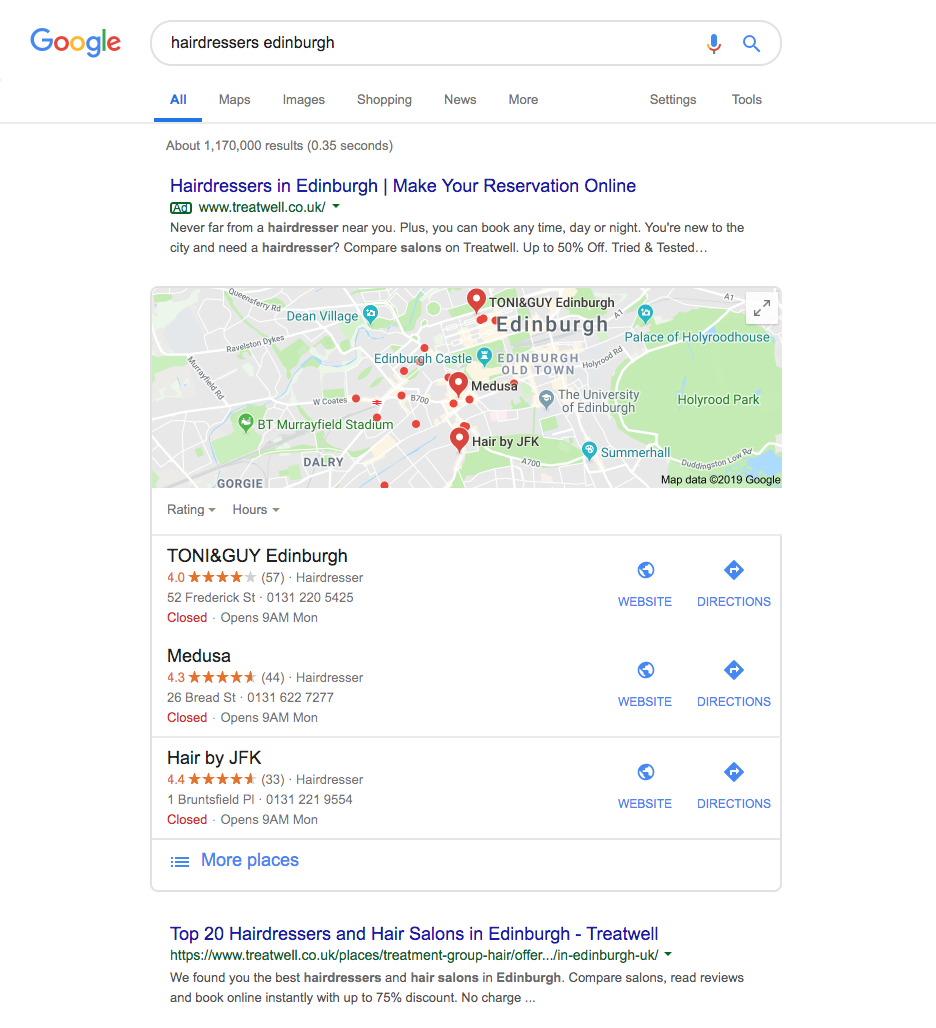 Google
hairdressers edinburgh
All Maps Images Shopping News More Settings Tools
About 1,170,000 results (0.35 seconds)
Hairdressers in Edinburgh | Make Your Reservation Online
Ad www.treatwell.co.uk/
Never far from a hairdresser near you. Plus, you can book any time, day or night. You're new to the
city and need a hairdresser? Compare salons on Treatwell. Up to 50% Off. Tried & Tested…
Queensferry Rd
TONI&GUY Edinburgh
A1
Dean Village
A1
Edinburgh
Palace of Holyroodhouse
Ravelston Dykes
Edinburgh Castle
EDINBURGH
OLD TOWN
Holyrood Rd
Murrayfield Rd
Medusa
W Coates
B700
The University
of Edinburgh
Holyrood Park
BT Murrayfield Stadium
Hair by JFK
Summerhall
DALRY
A700
Duddingston Low Rd
GORGIE
Map data ©2019 Google
Rating Hours
TONI&GUY Edinburgh
4.0 (57) · Hairdresser
52 Frederick St · 0131 220 5425
Closed · Opens 9AM Mon
WEBSITE DIRECTIONS
Medusa
4.3 (44) · Hairdresser
26 Bread St · 0131 622 7277
Closed · Opens 9AM Mon
WEBSITE DIRECTIONS
Hair by JFK
4.4 (33) · Hairdresser
1 Bruntsfield Pl · 0131 221 9554
Closed · Opens 9AM Mon
WEBSITE DIRECTIONS
More places
Top 20 Hairdressers and Hair Salons in Edinburgh - Treatwell
https://www.treatwell.co.uk/places/treatment-group-hair/offer.../in-edinburgh-uk/
We found you the best hairdressers and hair salons in Edinburgh. Compare salons, read reviews
and book online instantly with up to 75% discount. No charge ...